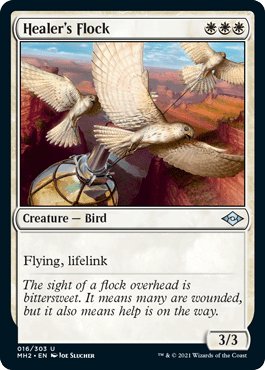 Healer's Flock
Creature — Bird
Flying, lifelink
The sight of a flock overhead is
bittersweet. It means many are wounded,
but it also means help is on the way.
3/3
016/303 U
MH2 • EN Joe Slucher
™ & © 2021 Wizards of the Coast